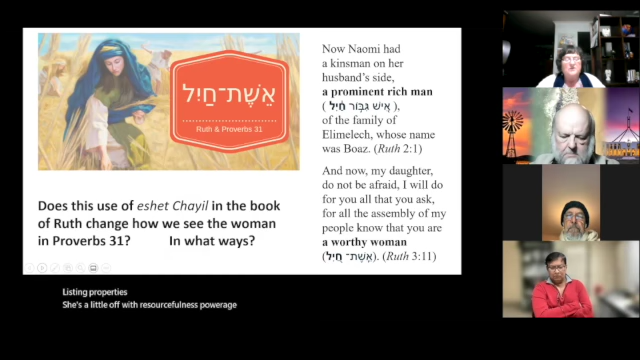 אֵשֶׁת־חַיִל
Ruth & Proverbs 31
Does this use of eshet Chayil in the book
of Ruth change how we see the woman
in Proverbs 31? In what ways?
Now Naomi had
a kinsman on her
husband’s side,
a prominent rich man
( אִ֚ישׁ גִּבּ֣וֹר חַ֔יִל ),
of the family of
Elimelech, whose name
was Boaz. (Ruth 2:1)
And now, my daughter,
do not be afraid, I will do
for you all that you ask,
for all the assembly of my
people know that you are
a worthy woman
(אֵ֥שֶׁת־ חַ֖יִל). (Ruth 3:11)
Listing properties
She's a little off with resourcefulness powerage